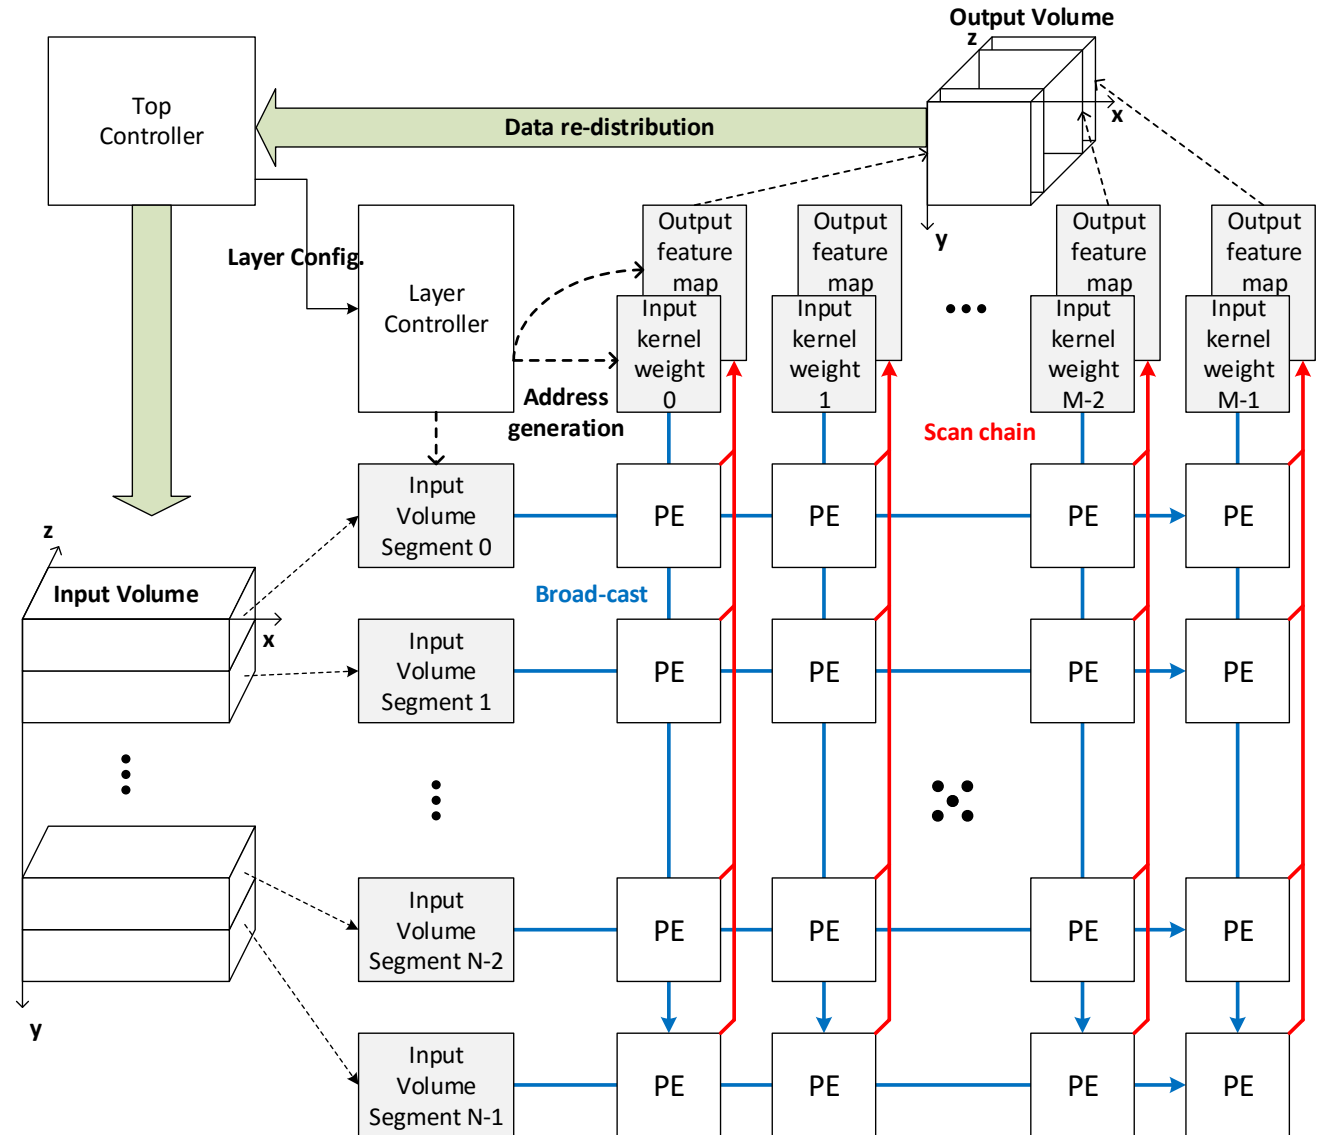 Output Volume
z
Top
Controller
Data re-distribution
x
y
Layer Config.
Layer
Controller
Output
feature
map
Input
kernel
weight
0
Output
feature
map
Input
kernel
weight
1
Output
feature
map
Input
kernel
weight
M-2
Output
feature
map
Input
kernel
weight
M-1
Address
generation
Scan chain
Input
Volume
Segment 0
PE
PE
PE
PE
z
Input Volume
x
Broad-cast
Input
Volume
Segment 1
PE
PE
PE
PE
Input
Volume
Segment N-2
PE
PE
PE
PE
y
Input
Volume
Segment N-1
PE
PE
PE
PE